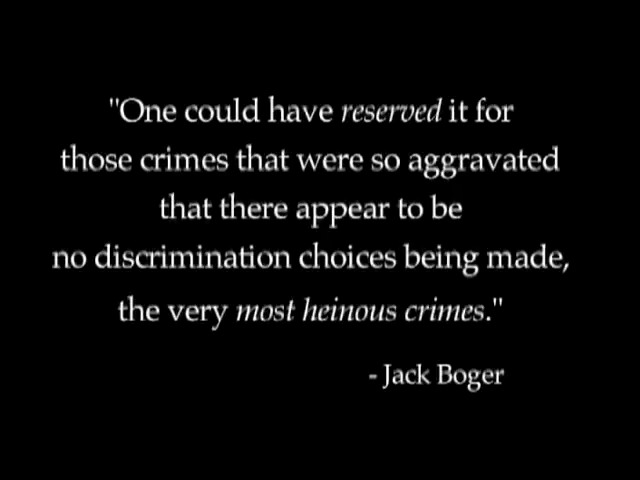 "One could have reserved it for
those crimes that were so aggravated
that there appear to be
no discrimination choices being made,
the very most heinous crimes."
- Jack Boger